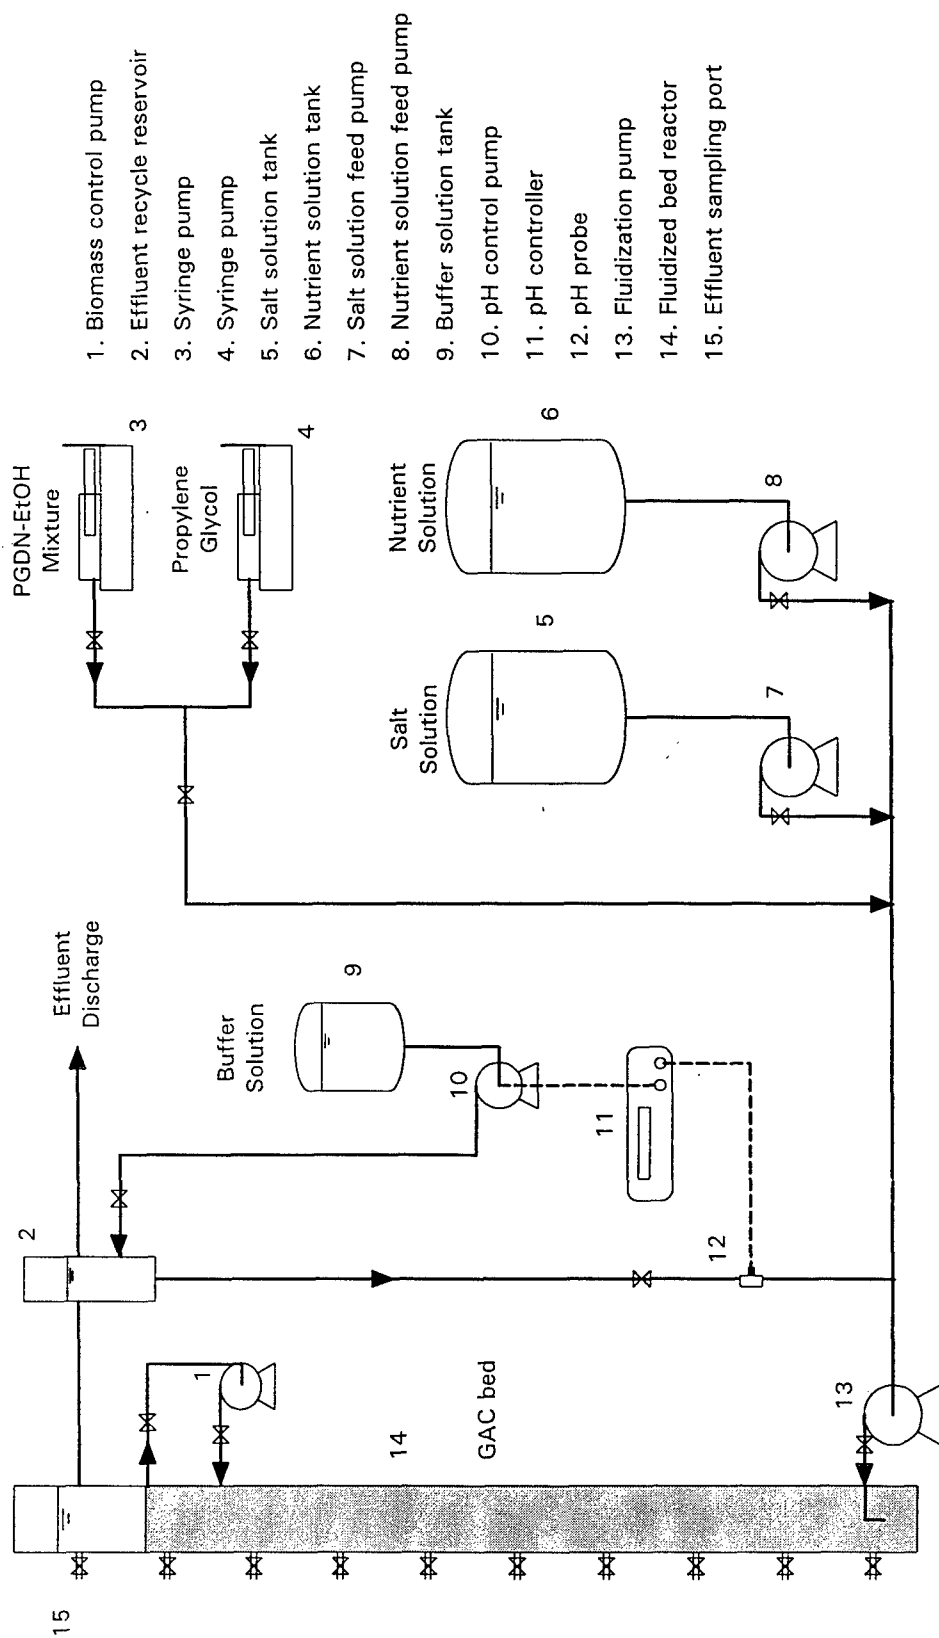 15
2
Effluent
Discharge
PGDN-EtOH
Mixture
3
1
Buffer
Solution
9
Propylene
Glycol
4
14
GAC bed
10
11
12
Salt
Solution
5
Nutrient
Solution
6
7
8
13
1. Biomass control pump
2. Effluent recycle reservoir
3. Syringe pump
4. Syringe pump
5. Salt solution tank
6. Nutrient solution tank
7. Salt solution feed pump
8. Nutrient solution feed pump
9. Buffer solution tank
10. pH control pump
11. pH controller
12. pH probe
13. Fluidization pump
14. Fluidized bed reactor
15. Effluent sampling port